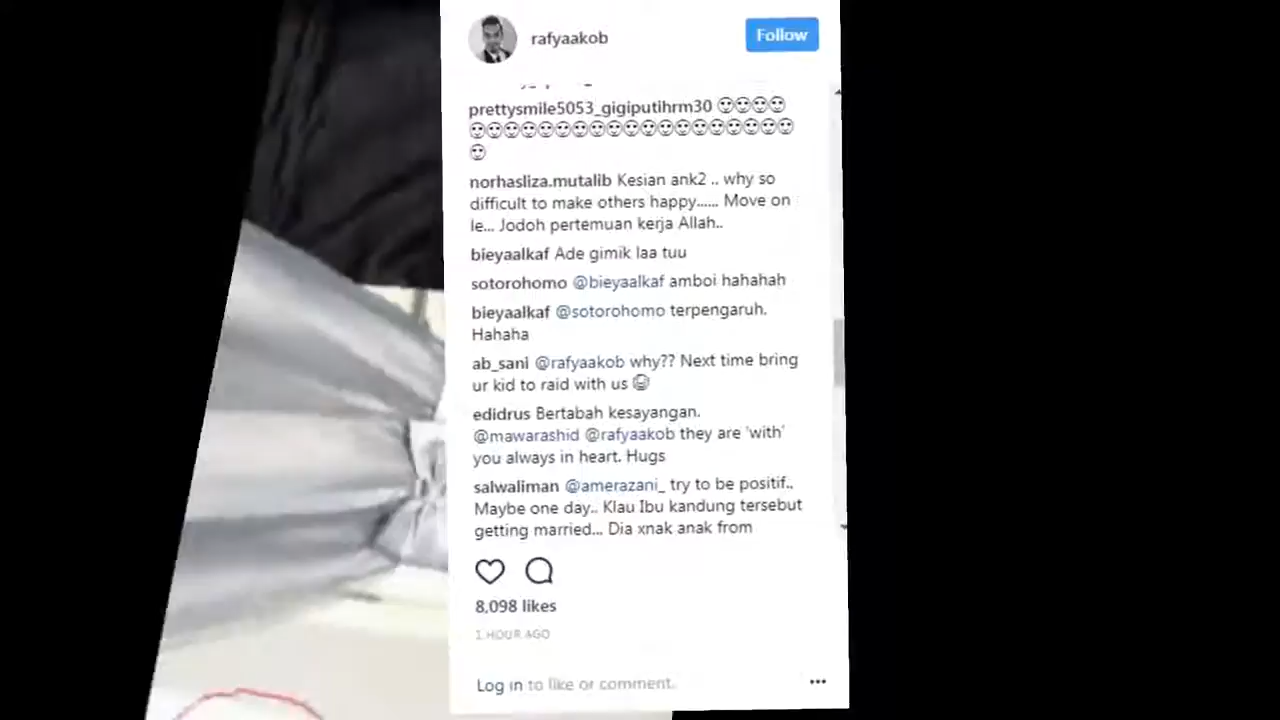 rafyaakob
Follow
prettysmile5053_gigiputihrm30 😍😍😍😍
😍😍😍😍😍😍😍😍😍😍😍😍😍😍😍😍😍😍😍
😍
norhasliza.mutalib Kesian ank2 .. why so
difficult to make others happy...... Move on
le... Jodoh pertemuan kerja Allah..
bieyaalkaf Ade gimik laa tuu
sotorohomo @bieyaalkaf amboi hahahah
bieyaalkaf @sotorohomo terpengaruh.
Hahaha
ab_sani @rafyaakob why?? Next time bring
ur kid to raid with us
edidrus Bertabah kesayangan.
@mawarashid @rafyaakob they are 'with'
you always in heart. Hugs
salwaliman @amerazani_ try to be positif..
Maybe one day.. Klau Ibu kandung tersebut
getting married... Dia xnak anak from
8,098 likes
1 HOUR AGO
Log in to like or comment.